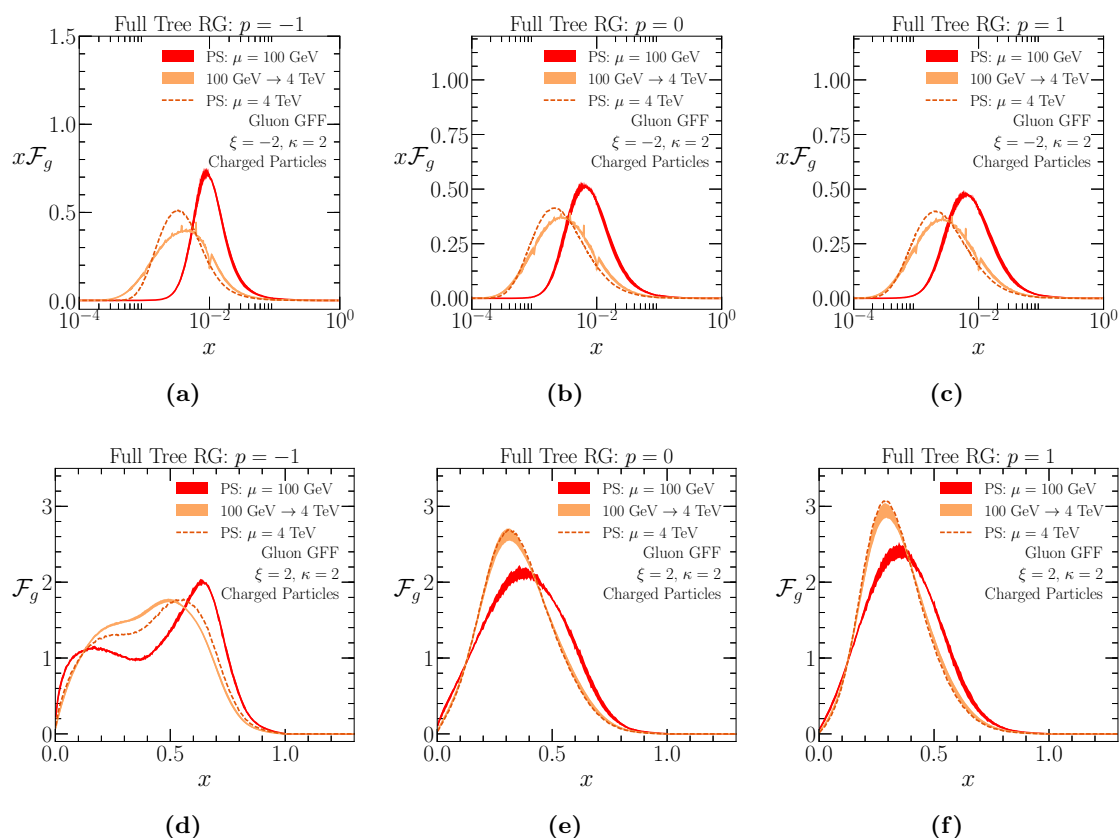 Full Tree RG: p = −1
1.5
1.0
0.5
0.0
xF_g
PS: μ = 100 GeV
100 GeV → 4 TeV
PS: μ = 4 TeV
Gluon GFF
ξ = −2, κ = 2
Charged Particles
10⁻⁴
10⁻²
10⁰
x
(a)
Full Tree RG: p = 0
1.00
0.75
0.50
0.25
0.00
xF_g
PS: μ = 100 GeV
100 GeV → 4 TeV
PS: μ = 4 TeV
Gluon GFF
ξ = −2, κ = 2
Charged Particles
10⁻⁴
10⁻²
10⁰
x
(b)
Full Tree RG: p = 1
1.00
0.75
0.50
0.25
0.00
xF_g
PS: μ = 100 GeV
100 GeV → 4 TeV
PS: μ = 4 TeV
Gluon GFF
ξ = −2, κ = 2
Charged Particles
10⁻⁴
10⁻²
10⁰
x
(c)
Full Tree RG: p = −1
3
2
1
0
F_g
PS: μ = 100 GeV
100 GeV → 4 TeV
PS: μ = 4 TeV
Gluon GFF
ξ = 2, κ = 2
Charged Particles
0.0
0.5
1.0
x
(d)
Full Tree RG: p = 0
3
2
1
0
F_g
PS: μ = 100 GeV
100 GeV → 4 TeV
PS: μ = 4 TeV
Gluon GFF
ξ = 2, κ = 2
Charged Particles
0.0
0.5
1.0
x
(e)
Full Tree RG: p = 1
3
2
1
0
F_g
PS: μ = 100 GeV
100 GeV → 4 TeV
PS: μ = 4 TeV
Gluon GFF
ξ = 2, κ = 2
Charged Particles
0.0
0.5
1.0
x
(f)